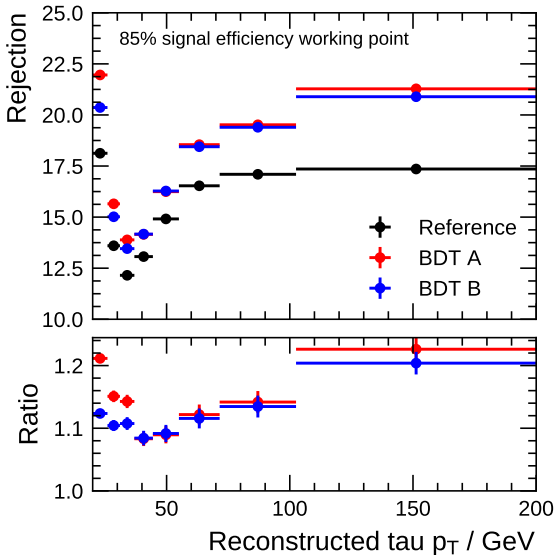 Rejection
25.0
22.5
20.0
17.5
15.0
12.5
10.0
85% signal efficiency working point
Reference
BDT A
BDT B
Ratio
1.2
1.1
1.0
50
100
150
200
Reconstructed tau pT / GeV